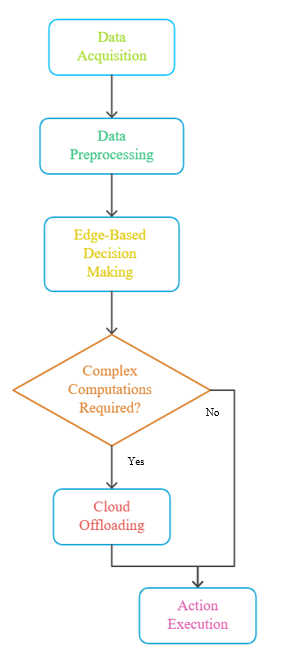 Data
Acquisition
Data
Preprocessing
Edge-Based
Decision
Making
Complex
Computations
Required?
No
Yes
Cloud
Offloading
Action
Execution